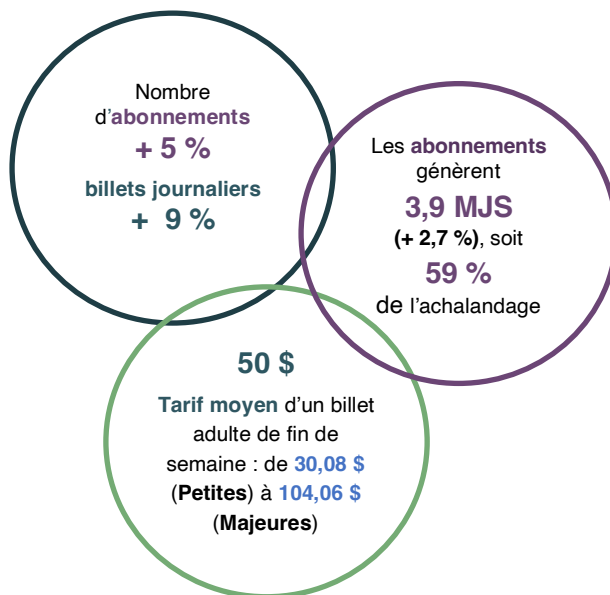 Nombre
d'abonnements
+ 5 %
billets journaliers
+ 9 %
Les abonnements
génèrent
3,9 MJS
(+ 2,7 %), soit
59 %
de l'achalandage
50 $
Tarif moyen d'un billet
adulte de fin de
semaine : de 30,08 $
(Petites) à 104,06 $
(Majeures)